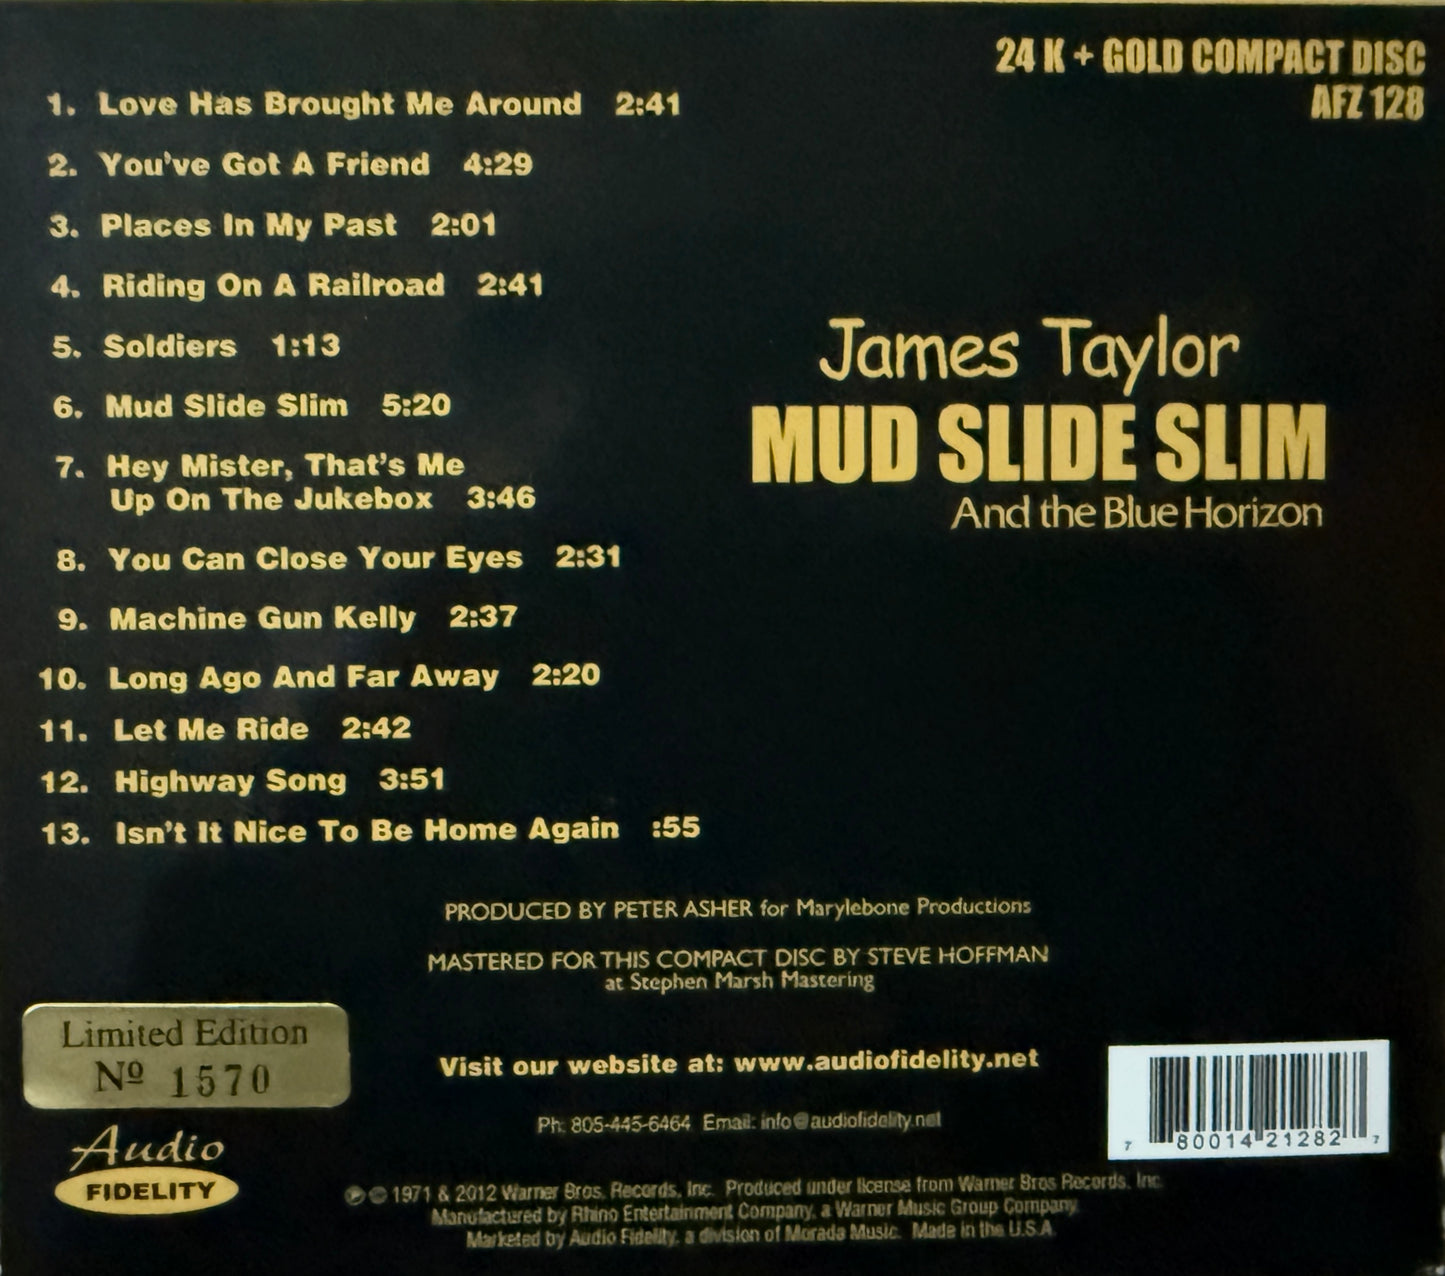 24 K + GOLD COMPACT DISC
AFZ 128
1. Love Has Brought Me Around 2:41
2. You've Got A Friend 4:29
3. Places In My Past 2:01
4. Riding On A Railroad 2:41
5. Soldiers 1:13
6. Mud Slide Slim 5:20
7. Hey Mister, That's Me
Up On The Jukebox 3:46
8. You Can Close Your Eyes 2:31
9. Machine Gun Kelly 2:37
10. Long Ago And Far Away 2:20
11. Let Me Ride 2:42
12. Highway Song 3:51
13. Isn't It Nice To Be Home Again :55
James Taylor
MUD SLIDE SLIM
And the Blue Horizon
PRODUCED BY PETER ASHER for Marylebone Productions
MASTERED FOR THIS COMPACT DISC BY STEVE HOFFMAN
at Stephen Marsh Mastering
Limited Edition
Nº 1570
Audio
FIDELITY
Visit our website at: www.audiofidelity.net
Ph: 805-445-6464 Email: info@audiofidelity.net
7 80014 21282 7
℗ © 1971 & 2012 Warner Bros. Records, Inc. Produced under license from Warner Bros Records, Inc.
Manufactured by Rhino Entertainment Company, a Warner Music Group Company.
Marketed by Audio Fidelity, a division of Morada Music. Made in the U.S.A.